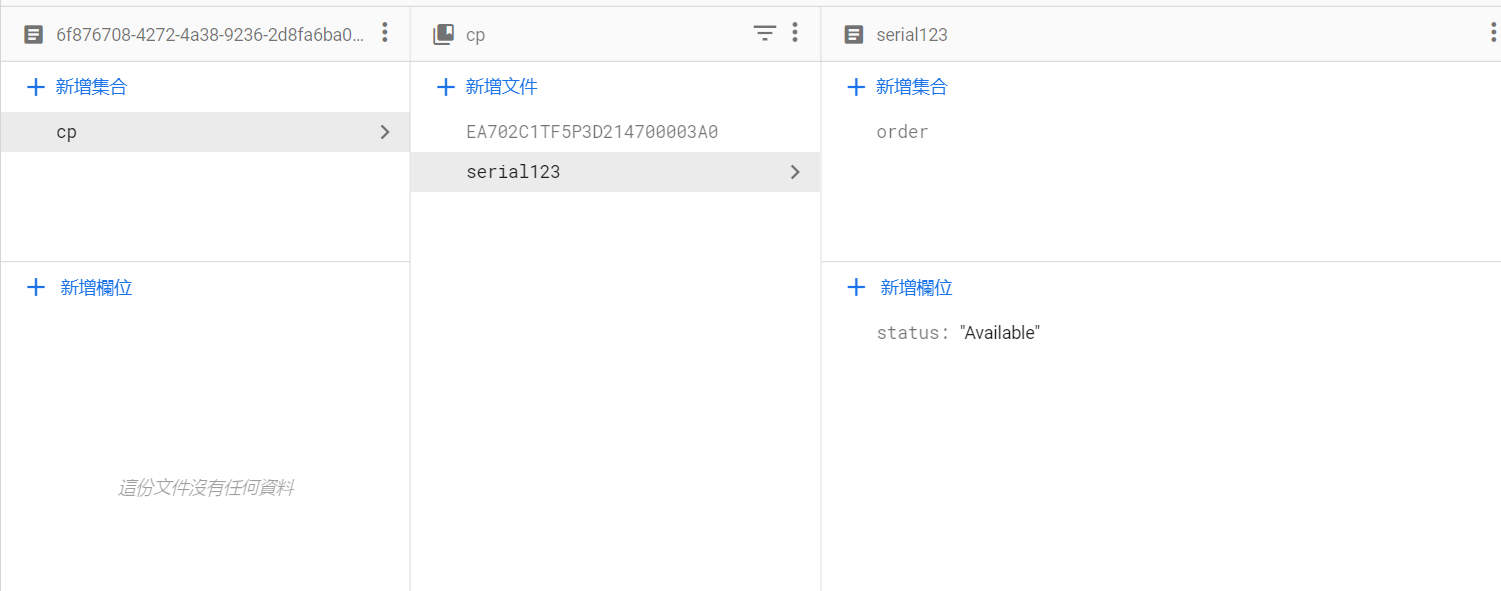 6f876708-4272-4a38-9236-2d8fa6ba0...
新增集合
cp
新增欄位
這份文件沒有任何資料
cp
新增文件
EA702C1TF5P3D214700003A0
serial123
serial123
新增集合
order
新增欄位
status: "Available"